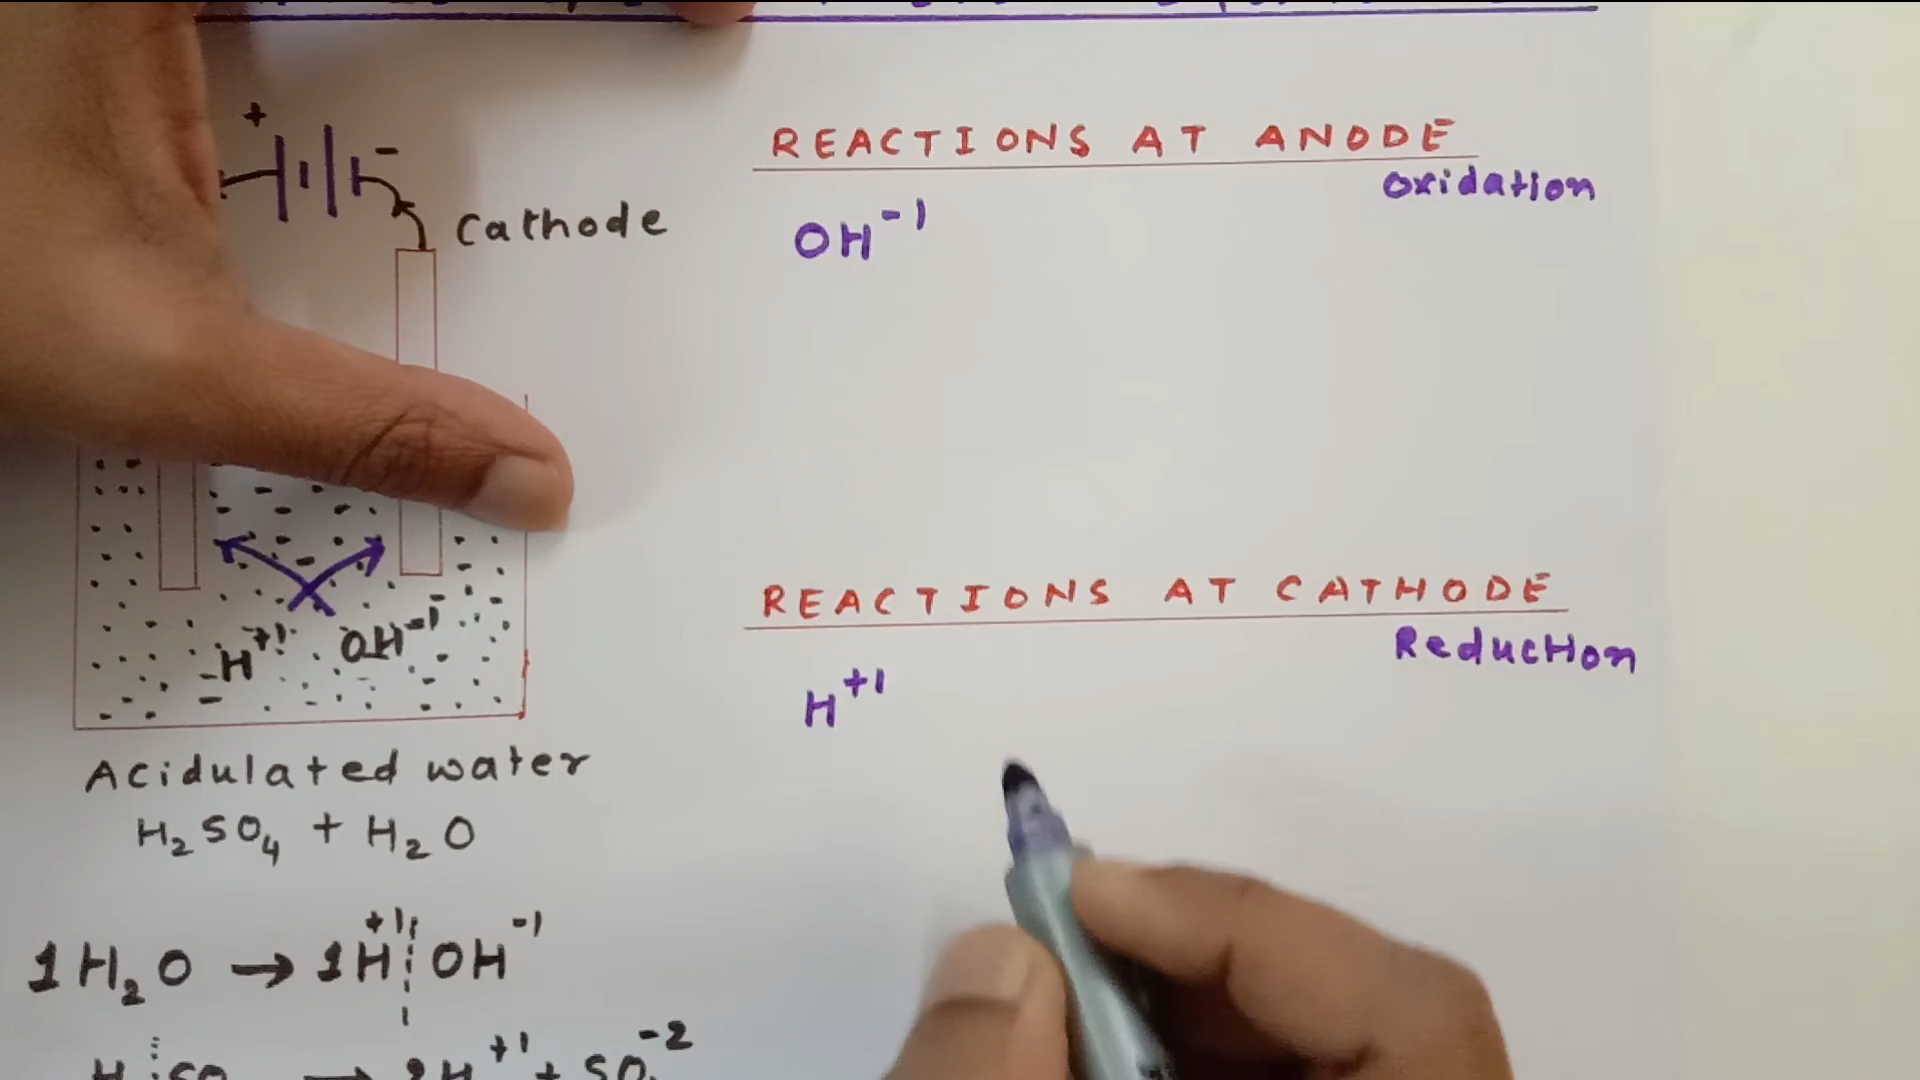 +
-
Cathode
H⁺¹ OH⁻¹
Acidulated water
H₂SO₄ + H₂O
1H₂O → 1H⁺¹ OH⁻¹
REACTIONS AT ANODE
Oxidation
OH⁻¹
REACTIONS AT CATHODE
Reduction
H⁺¹